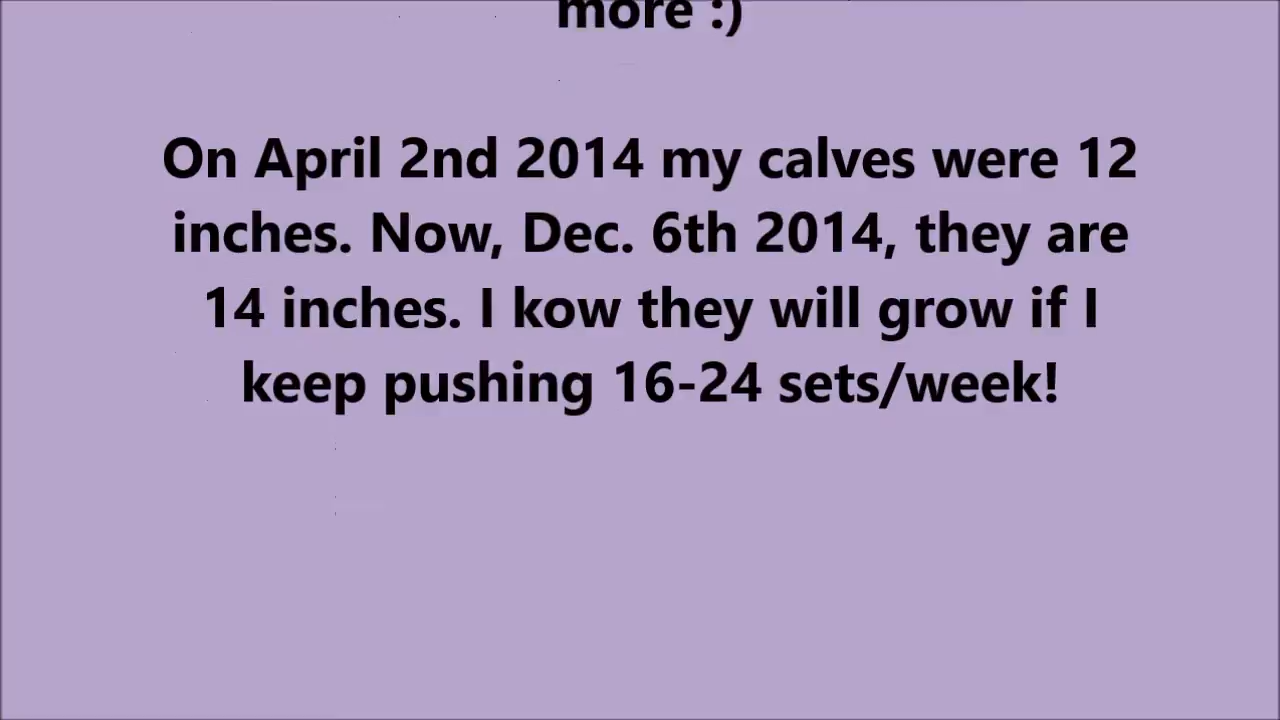 more :)
On April 2nd 2014 my calves were 12
inches. Now, Dec. 6th 2014, they are
14 inches. I kow they will grow if I
keep pushing 16-24 sets/week!